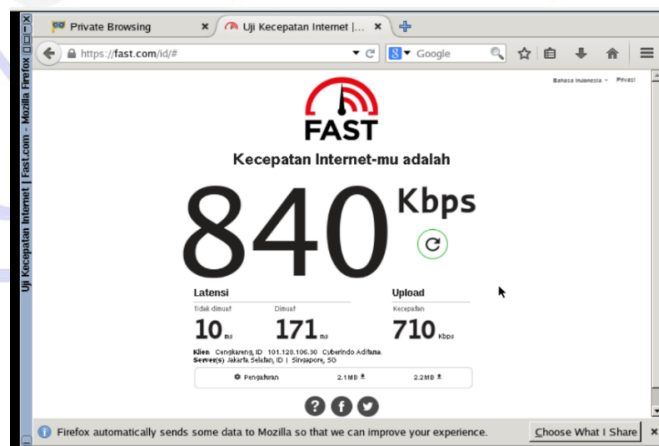 Private Browsing
Uji Kecepatan Internet |...
https://fast.com/id/#
Google
Uji Kecepatan Internet | Fast.com - Mozilla Firefox
Bahasa Indonesia
Privasi
FAST
Kecepatan Internet-mu adalah
840 Kbps
Latensi
Upload
Tidak dimuat
Dimuat
Kecepatan
10 ms
171 ms
710 Kbps
Klien Cengkareng, ID 101.128.106.30 Cyberindo Aditama
Server(s) Jakarta Selatan, ID | Singapore, SG
Pengaturan
2.1MB
2.2MB
Firefox automatically sends some data to Mozilla so that we can improve your experience.
Choose What I Share